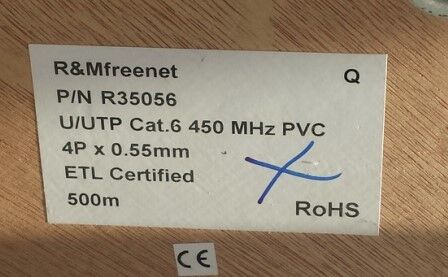 R&Mfreenet
Q
P/N R35056
U/UTP Cat.6 450 MHz PVC
4P x 0.55mm
ETL Certified
500m
RoHS
CE